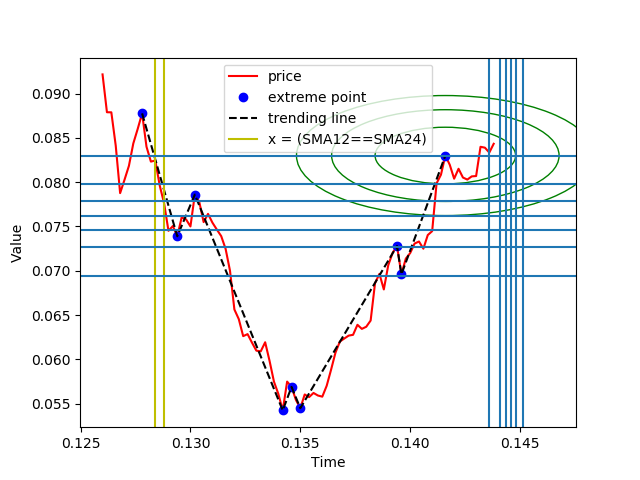 price
extreme point
trending line
x = (SMA12==SMA24)
0.090
0.085
0.080
0.075
0.070
0.065
0.060
0.055
Value
0.125 0.130 0.135 0.140 0.145
Time